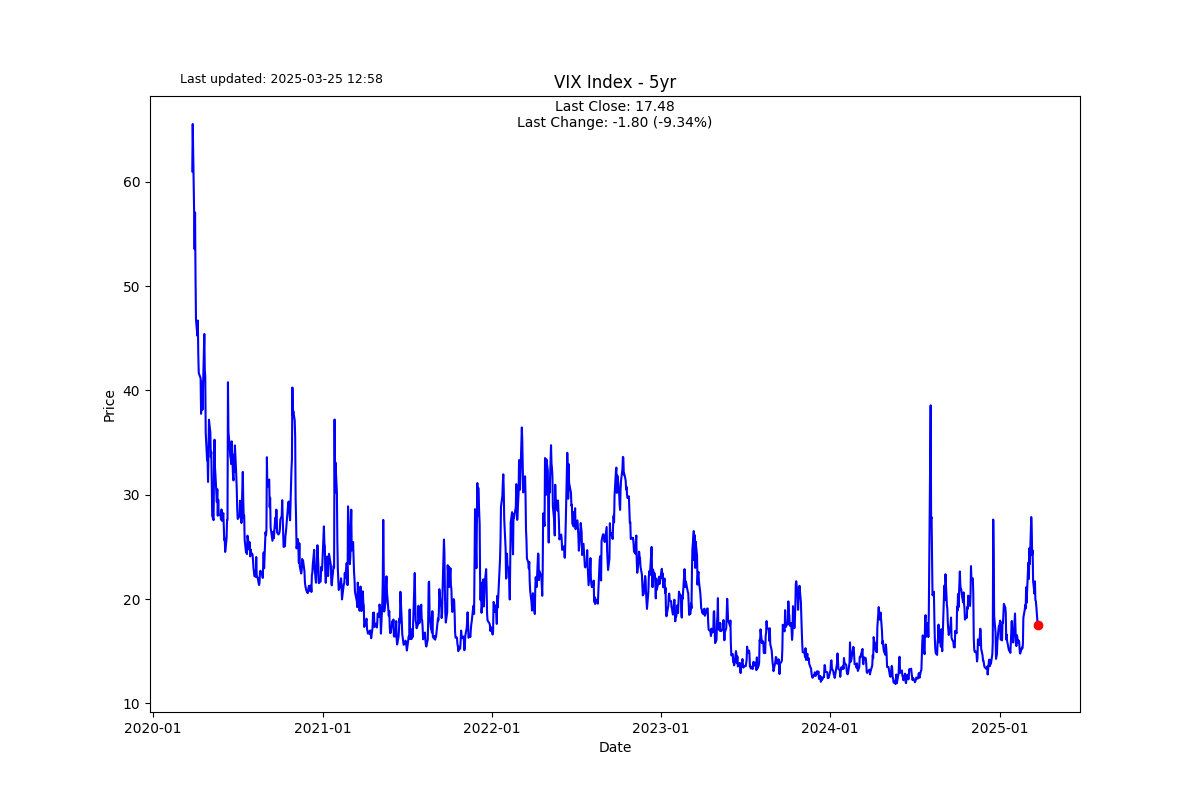 Last updated: 2025-03-25 12:58
VIX Index - 5yr
Last Close: 17.48
Last Change: -1.80 (-9.34%)
Price
60
50
40
30
20
10
2020-01
2021-01
2022-01
2023-01
2024-01
2025-01
Date